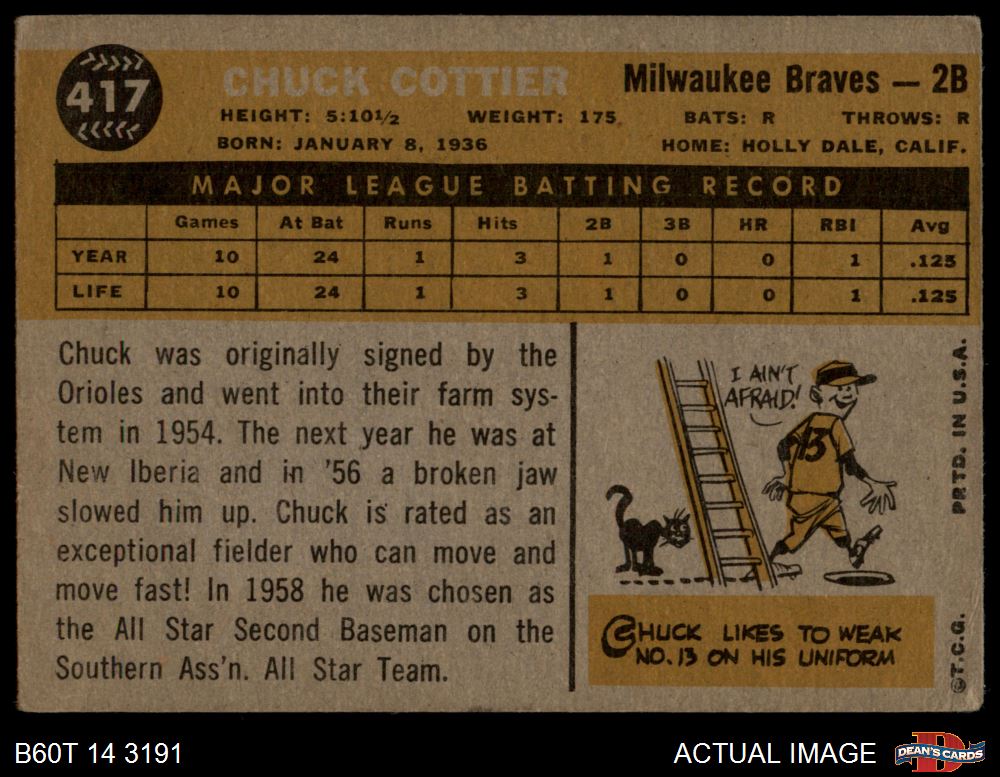 417
CHUCK COTTIER
Milwaukee Braves — 2B
HEIGHT: 5:10½ WEIGHT: 175 BATS: R THROWS: R
BORN: JANUARY 8, 1936 HOME: HOLLY DALE, CALIF.
MAJOR LEAGUE BATTING RECORD
Games At Bat Runs Hits 2B 3B HR RBI Avg
YEAR 10 24 1 3 1 0 0 1 .125
LIFE 10 24 1 3 1 0 0 1 .125
Chuck was originally signed by the
Orioles and went into their farm sys-
tem in 1954. The next year he was at
New Iberia and in '56 a broken jaw
slowed him up. Chuck is rated as an
exceptional fielder who can move and
move fast! In 1958 he was chosen as
the All Star Second Baseman on the
Southern Ass'n. All Star Team.
I AIN'T
AFRAID!
13
CHUCK LIKES TO WEAK
NO. 13 ON HIS UNIFORM
©T.C.G. PRTD. IN U.S.A.
B60T 14 3191
ACTUAL IMAGE
D
DEAN'S CARDS